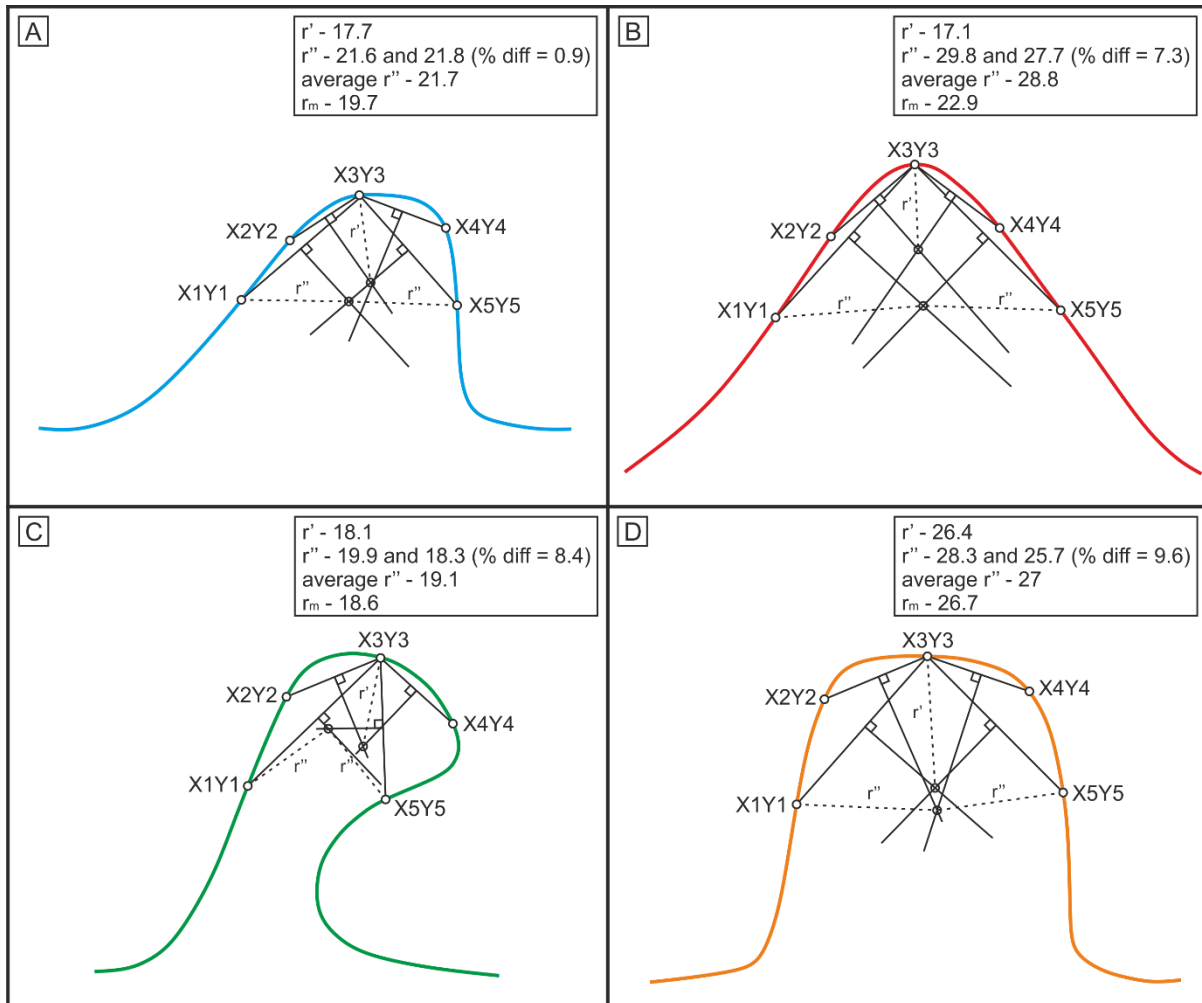 A
r' - 17.7
r'' - 21.6 and 21.8 (% diff = 0.9)
average r'' - 21.7
rm - 19.7
X3Y3
X2Y2
X4Y4
r'
X1Y1
r''
r''
X5Y5
B
r' - 17.1
r'' - 29.8 and 27.7 (% diff = 7.3)
average r'' - 28.8
rm - 22.9
X3Y3
X2Y2
X4Y4
r'
X1Y1
r''
r''
X5Y5
C
r' - 18.1
r'' - 19.9 and 18.3 (% diff = 8.4)
average r'' - 19.1
rm - 18.6
X3Y3
X2Y2
r'
X4Y4
X1Y1
r''
r''
X5Y5
D
r' - 26.4
r'' - 28.3 and 25.7 (% diff = 9.6)
average r'' - 27
rm - 26.7
X3Y3
X2Y2
X4Y4
r'
X1Y1
r''
r''
X5Y5